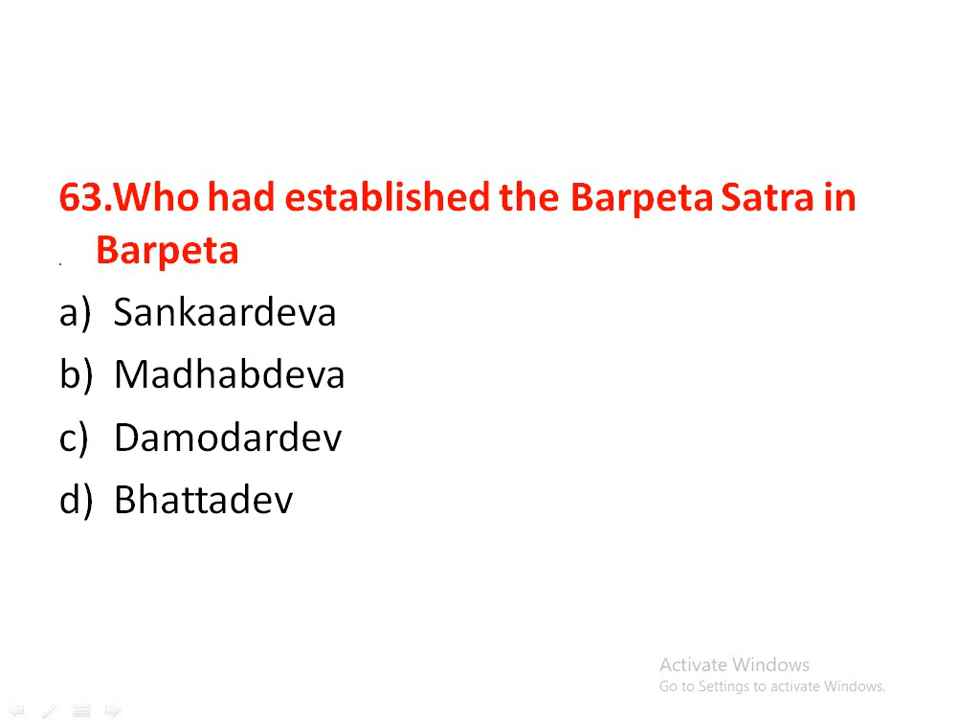 63.Who had established the Barpeta Satra in
Barpeta
a) Sankaardeva
b) Madhabdeva
c) Damodardev
d) Bhattadev
Activate Windows
Go to Settings to activate Windows.